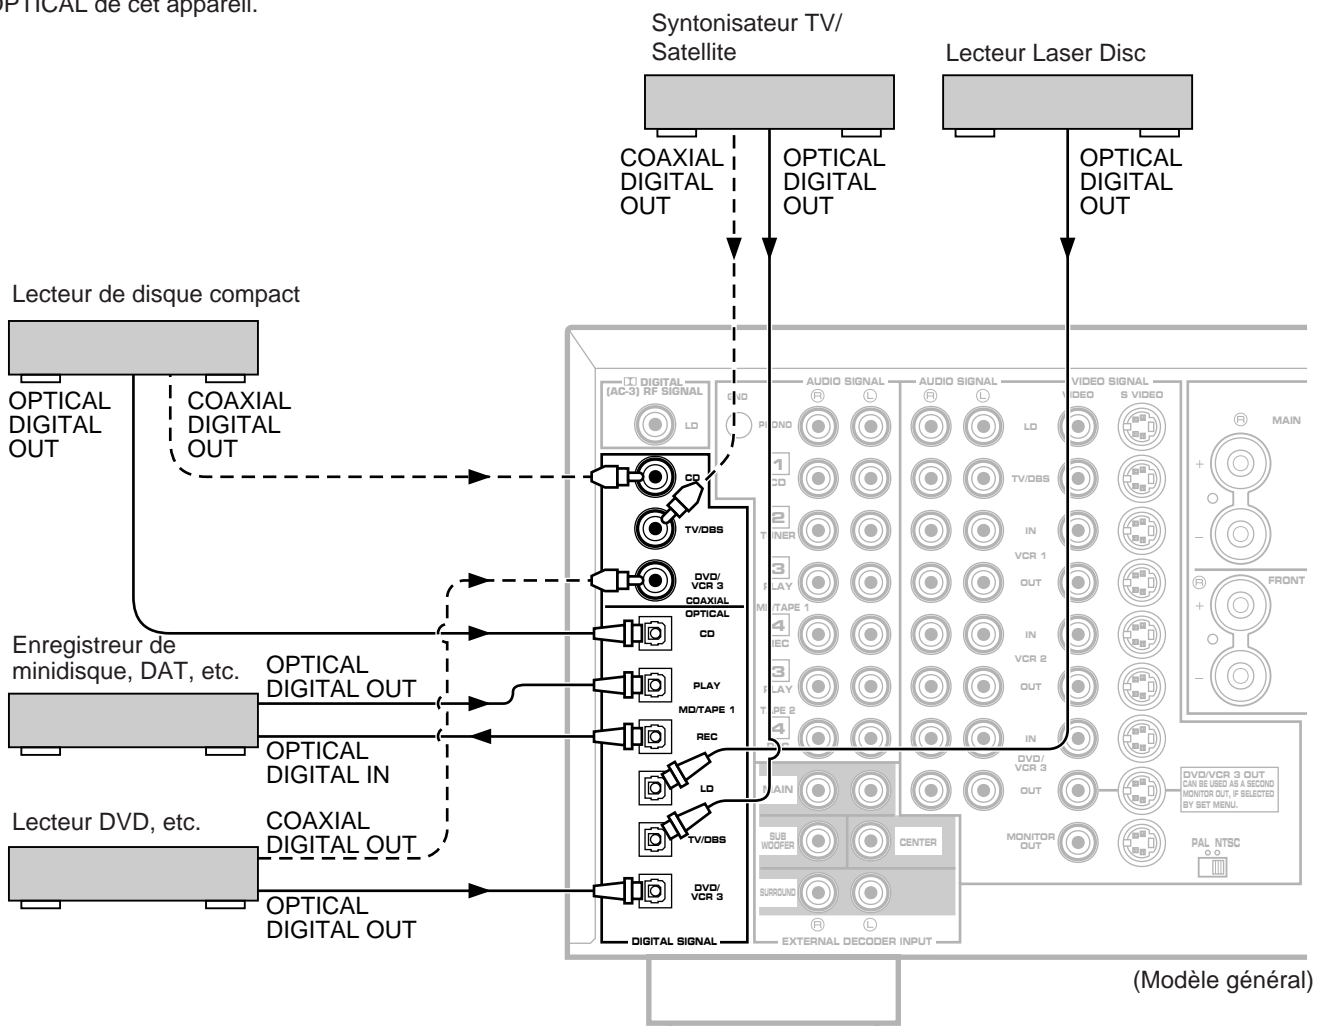 OPTICAL de cet appareil.
Syntonisateur TV/
Satellite
Lecteur Laser Disc
COAXIAL
DIGITAL
OUT
OPTICAL
DIGITAL
OUT
OPTICAL
DIGITAL
OUT
Lecteur de disque compact
OPTICAL
DIGITAL
OUT
COAXIAL
DIGITAL
OUT
Enregistreur de
minidisque, DAT, etc.
OPTICAL
DIGITAL OUT
OPTICAL
DIGITAL IN
Lecteur DVD, etc.
COAXIAL
DIGITAL OUT
OPTICAL
DIGITAL OUT
DIGITAL
(AC-3) RF SIGNAL
LD
CD
TV/DBS
DVD/
VCR 3
COAXIAL
OPTICAL
CD
PLAY
MD/TAPE 1
REC
LD
TV/DBS
DVD/
VCR 3
DIGITAL SIGNAL
GND
AUDIO SIGNAL
R L
PHONO
1
CD
2
TUNER
3
PLAY
MD/TAPE 1
4
REC
3
PLAY
TAPE 2
4
MAIN
SUB
WOOFER
CENTER
SURROUND
R L
EXTERNAL DECODER INPUT
AUDIO SIGNAL
R L
VIDEO SIGNAL
VIDEO S VIDEO
LD
TV/DBS
IN
VCR 1
OUT
IN
VCR 2
OUT
IN
DVD/
VCR 3
OUT
MONITOR
OUT
DVD/VCR 3 OUT
CAN BE USED AS A SECOND
MONITOR OUT, IF SELECTED
BY SET MENU.
PAL NTSC
R MAIN
+
–
R FRONT
+
–
(Modèle général)